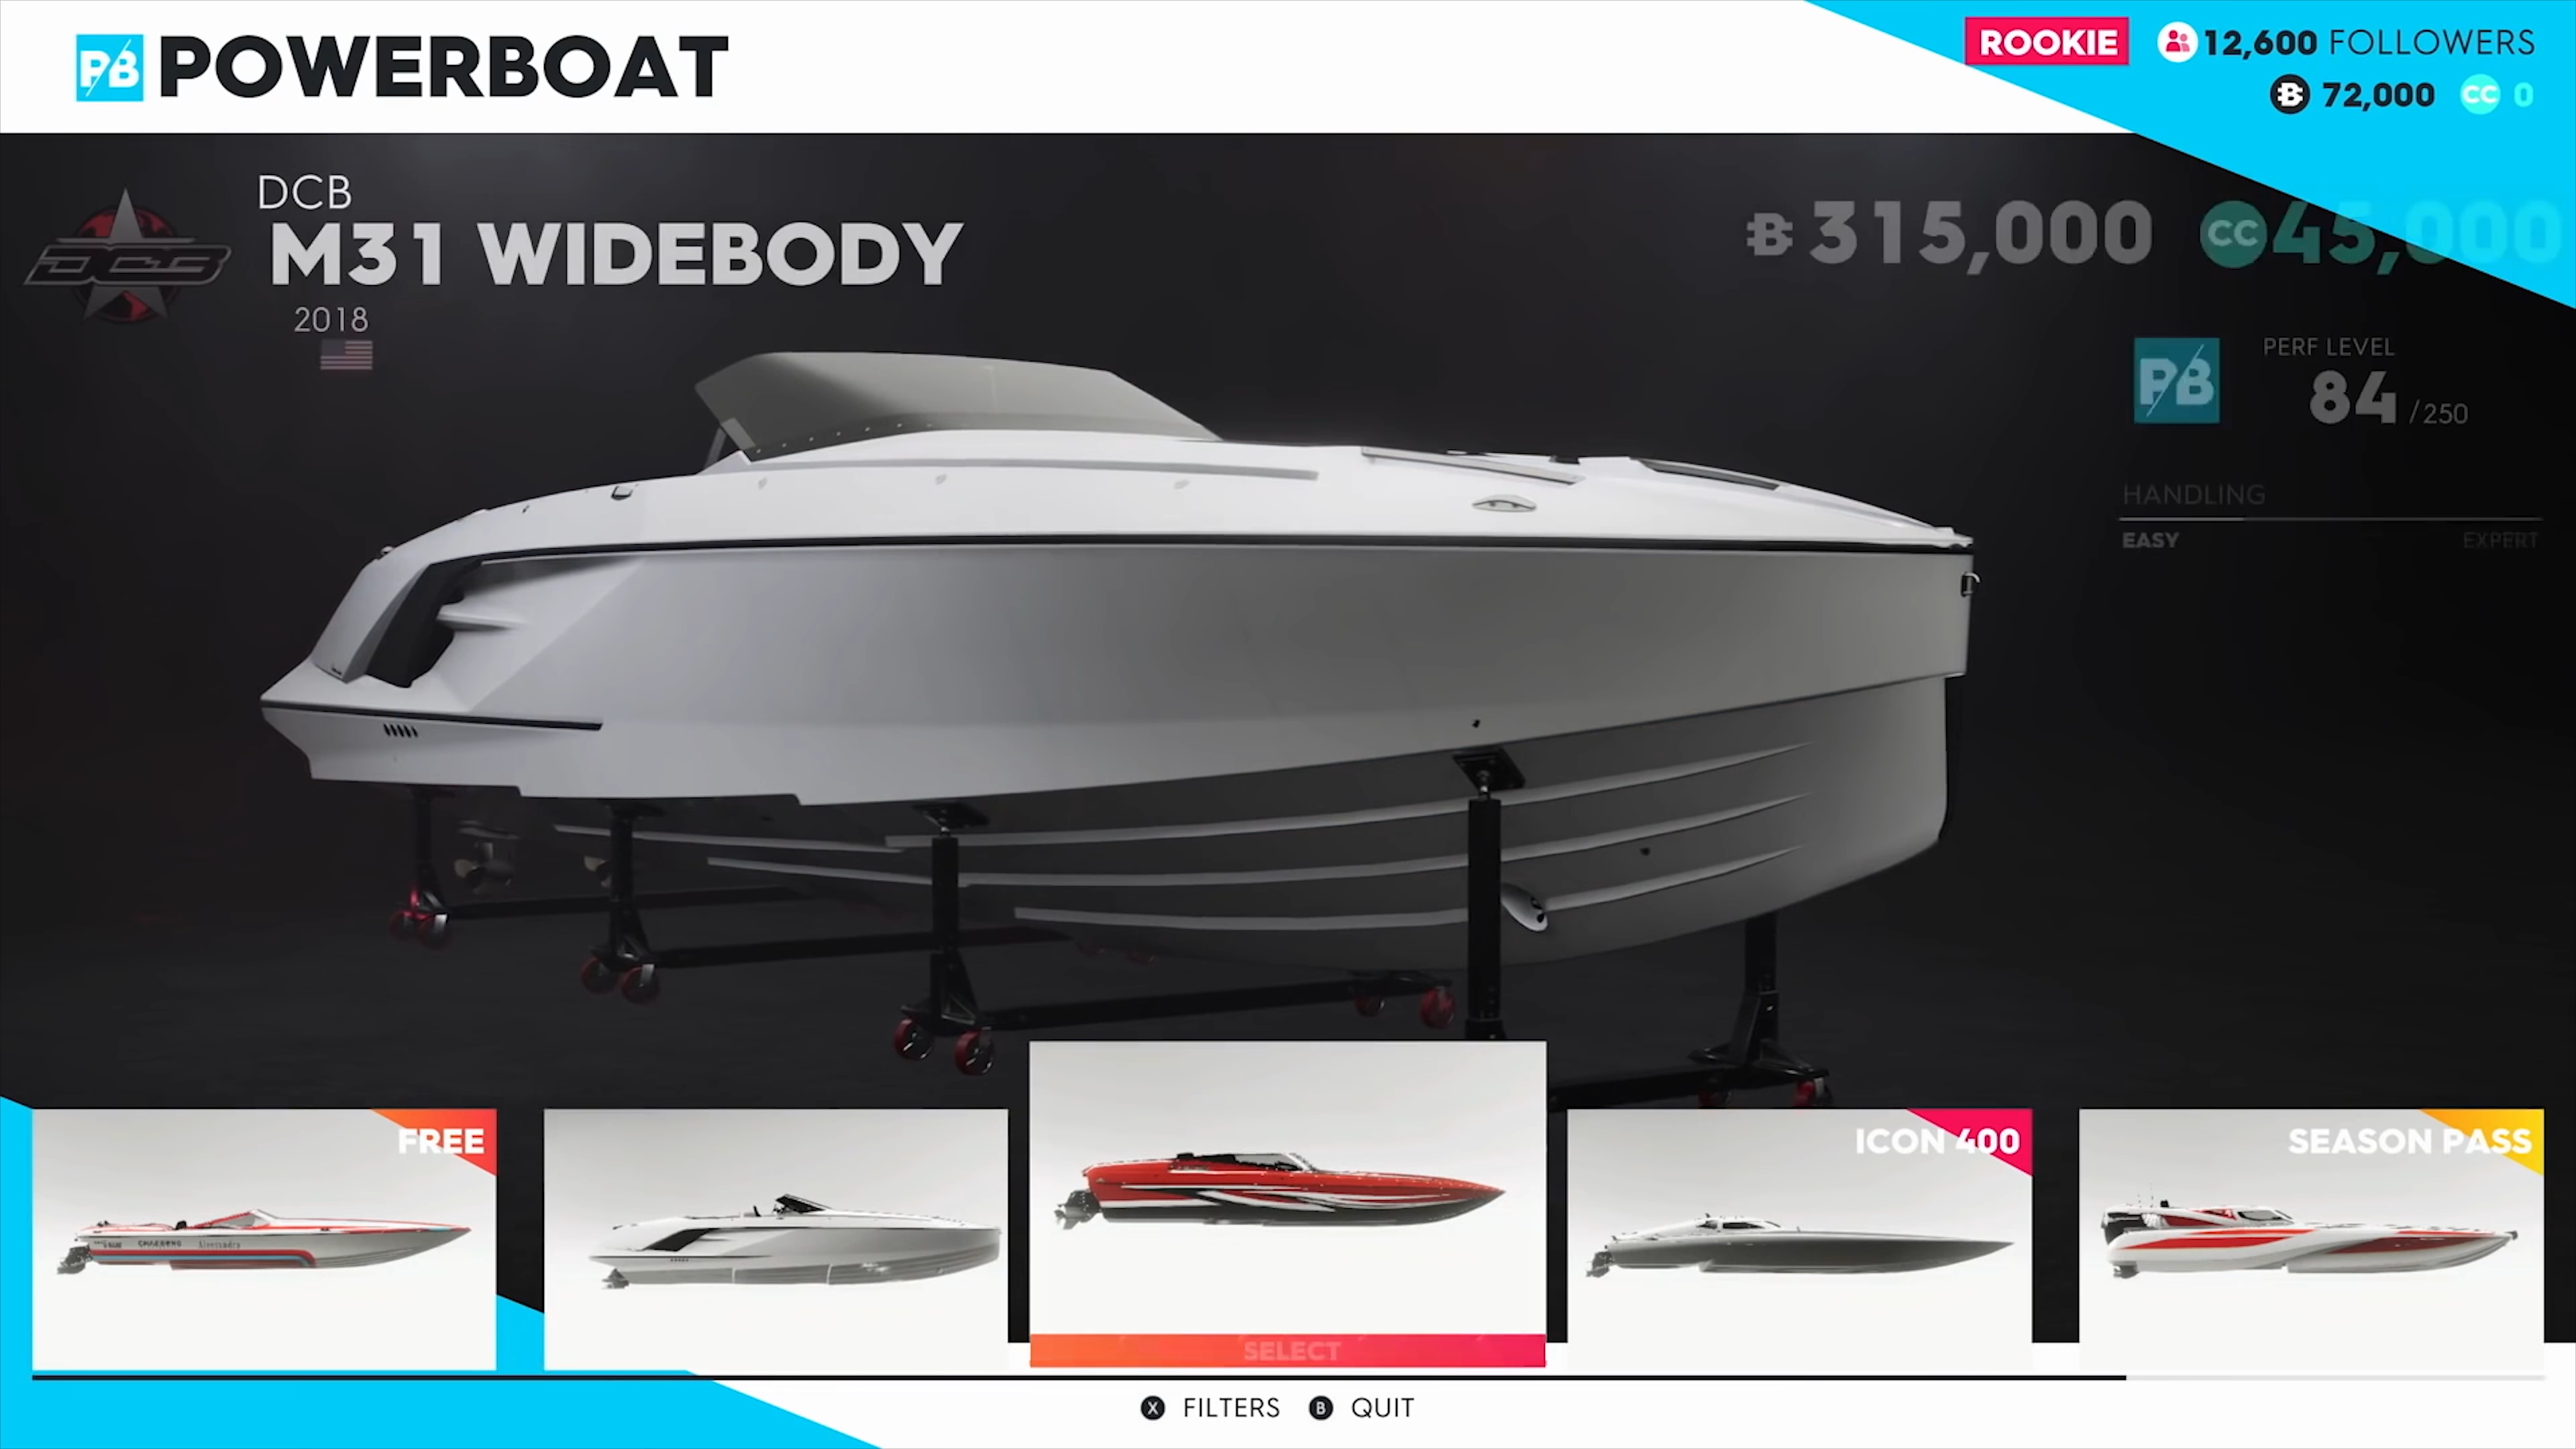 PB POWERBOAT
ROOKIE 12,600 FOLLOWERS
72,000 CC 0
DCB
DCB
M31 WIDEBODY
2018
315,000 CC 45,000
PB PERF LEVEL
84 /250
HANDLING
EASY EXPERT
FREE
ICON 400
SEASON PASS
SELECT
X FILTERS B QUIT